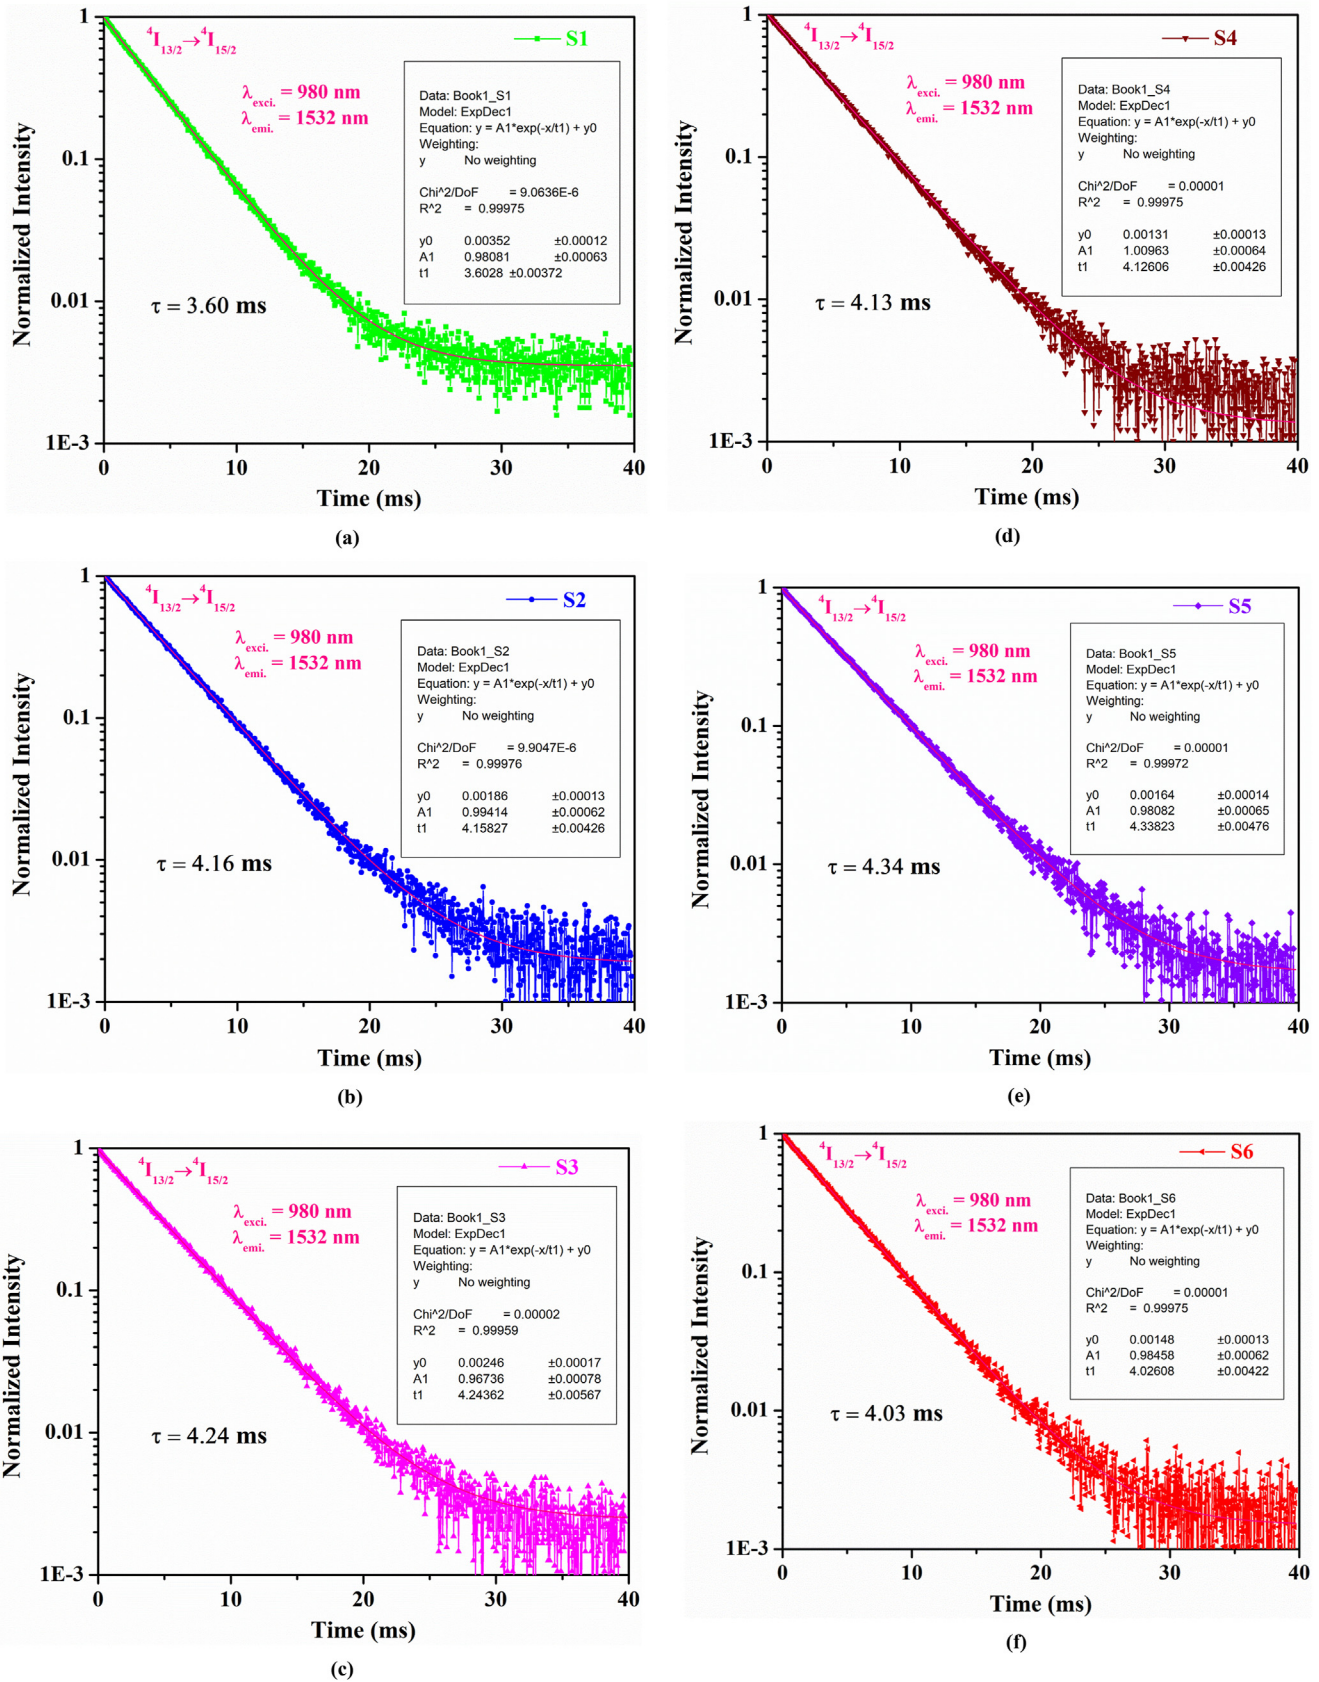 1
0.1
0.01
1E-3
Normalized Intensity
⁴I₁₃/₂→⁴I₁₅/₂
S1
λexci. = 980 nm
λemi. = 1532 nm
Data: Book1_S1
Model: ExpDec1
Equation: y = A1*exp(-x/t1) + y0
Weighting:
y No weighting
Chi^2/DoF = 9.0636E-6
R^2 = 0.99975
y0 0.00352 ±0.00012
A1 0.98081 ±0.00063
t1 3.6028 ±0.00372
τ = 3.60 ms
0 10 20 30 40
Time (ms)
(a)
1
0.1
0.01
1E-3
Normalized Intensity
⁴I₁₃/₂→⁴I₁₅/₂
S4
λexci. = 980 nm
λemi. = 1532 nm
Data: Book1_S4
Model: ExpDec1
Equation: y = A1*exp(-x/t1) + y0
Weighting:
y No weighting
Chi^2/DoF = 0.00001
R^2 = 0.99975
y0 0.00131 ±0.00013
A1 1.00963 ±0.00064
t1 4.12606 ±0.00426
τ = 4.13 ms
0 10 20 30 40
Time (ms)
(d)
1
0.1
0.01
1E-3
Normalized Intensity
⁴I₁₃/₂→⁴I₁₅/₂
S2
λexci. = 980 nm
λemi. = 1532 nm
Data: Book1_S2
Model: ExpDec1
Equation: y = A1*exp(-x/t1) + y0
Weighting:
y No weighting
Chi^2/DoF = 9.9047E-6
R^2 = 0.99976
y0 0.00186 ±0.00013
A1 0.99414 ±0.00062
t1 4.15827 ±0.00426
τ = 4.16 ms
0 10 20 30 40
Time (ms)
(b)
1
0.1
0.01
1E-3
Normalized Intensity
⁴I₁₃/₂→⁴I₁₅/₂
S5
λexci. = 980 nm
λemi. = 1532 nm
Data: Book1_S5
Model: ExpDec1
Equation: y = A1*exp(-x/t1) + y0
Weighting:
y No weighting
Chi^2/DoF = 0.00001
R^2 = 0.99972
y0 0.00164 ±0.00014
A1 0.98082 ±0.00065
t1 4.33823 ±0.00476
τ = 4.34 ms
0 10 20 30 40
Time (ms)
(e)
1
0.1
0.01
1E-3
Normalized Intensity
⁴I₁₃/₂→⁴I₁₅/₂
S3
λexci. = 980 nm
λemi. = 1532 nm
Data: Book1_S3
Model: ExpDec1
Equation: y = A1*exp(-x/t1) + y0
Weighting:
y No weighting
Chi^2/DoF = 0.00002
R^2 = 0.99959
y0 0.00246 ±0.00017
A1 0.96736 ±0.00078
t1 4.24362 ±0.00567
τ = 4.24 ms
0 10 20 30 40
Time (ms)
(c)
1
0.1
0.01
1E-3
Normalized Intensity
⁴I₁₃/₂→⁴I₁₅/₂
S6
λexci. = 980 nm
λemi. = 1532 nm
Data: Book1_S6
Model: ExpDec1
Equation: y = A1*exp(-x/t1) + y0
Weighting:
y No weighting
Chi^2/DoF = 0.00001
R^2 = 0.99975
y0 0.00148 ±0.00013
A1 0.98458 ±0.00062
t1 4.02608 ±0.00422
τ = 4.03 ms
0 10 20 30 40
Time (ms)
(f)